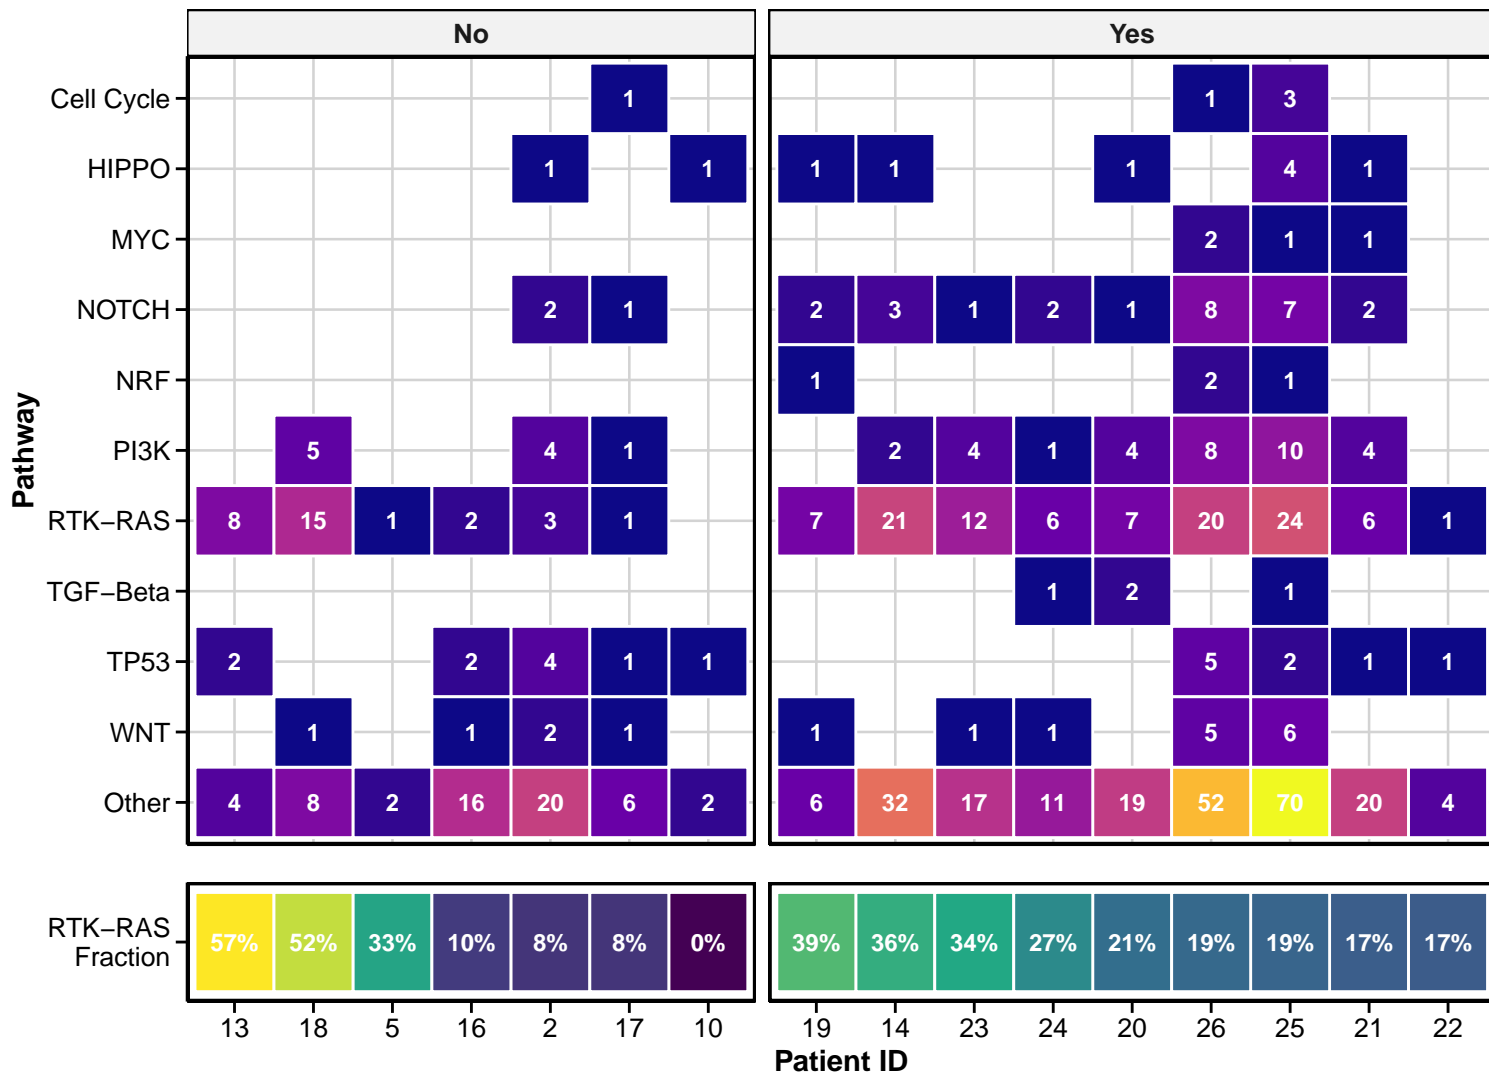 No Yes
Cell Cycle 1 1 3
HIPPO 1 1 1 1 1 4 1
MYC 2 1 1
NOTCH 2 1 2 3 1 2 1 8 7 2
NRF 1 2 1
PI3K 5 4 1 2 4 1 4 8 10 4
RTK−RAS 8 15 1 2 3 1 7 21 12 6 7 20 24 6 1
TGF−Beta 1 2 1
TP53 2 2 4 1 1 5 2 1 1
WNT 1 1 2 1 1 1 1 5 6
Other 4 8 2 16 20 6 2 6 32 17 11 19 52 70 20 4
Pathway
RTK−RAS
Fraction
57% 52% 33% 10% 8% 8% 0% 39% 36% 34% 27% 21% 19% 19% 17% 17%
13 18 5 16 2 17 10 19 14 23 24 20 26 25 21 22
Patient ID